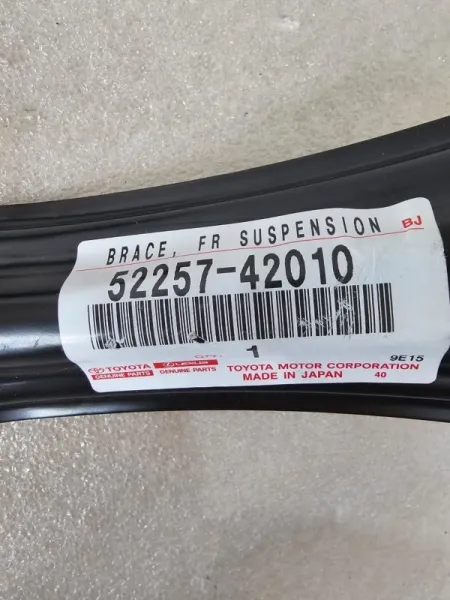 BRACE, FR SUSPENSION BJ
52257-42010
QTY. 1 9E15
TOYOTA LEXUS TOYOTA MOTOR CORPORATION
GENUINE PARTS GENUINE PARTS MADE IN JAPAN 40